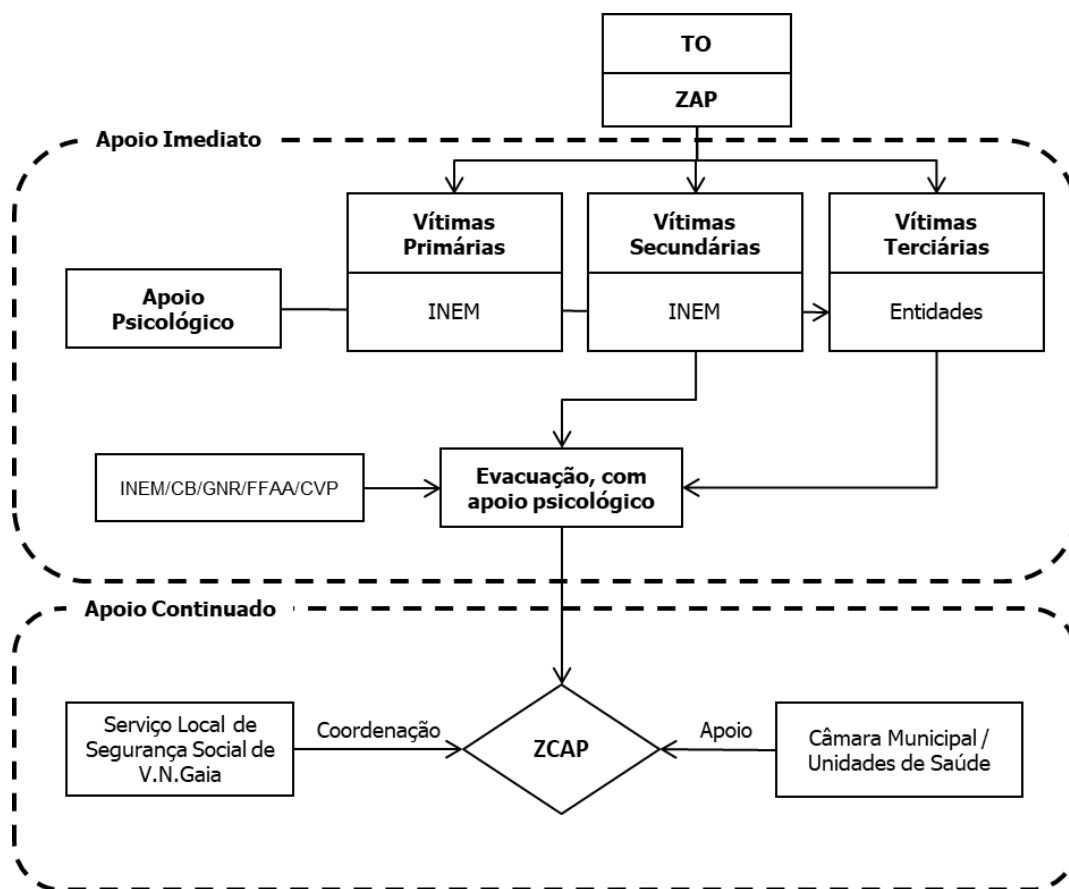 TO
ZAP
Apoio Imediato
Vítimas
Primárias
Vítimas
Secundárias
Vítimas
Terciárias
Apoio
Psicológico
INEM
INEM
Entidades
INEM/CB/GNR/FFAA/CVP
Evacuação, com
apoio psicológico
Apoio Continuado
Serviço Local de
Segurança Social de
V.N.Gaia
Coordenação
ZCAP
Apoio
Câmara Municipal /
Unidades de Saúde